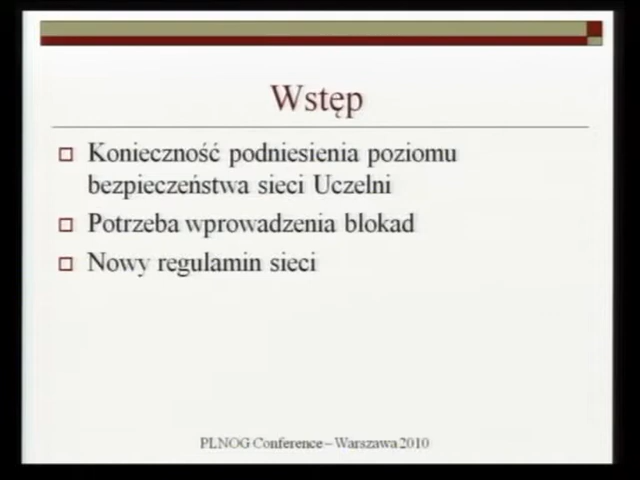 Wstęp
Konieczność podniesienia poziomu
bezpieczeństwa sieci Uczelni
Potrzeba wprowadzenia blokad
Nowy regulamin sieci
PLNOG Conference – Warszawa 2010